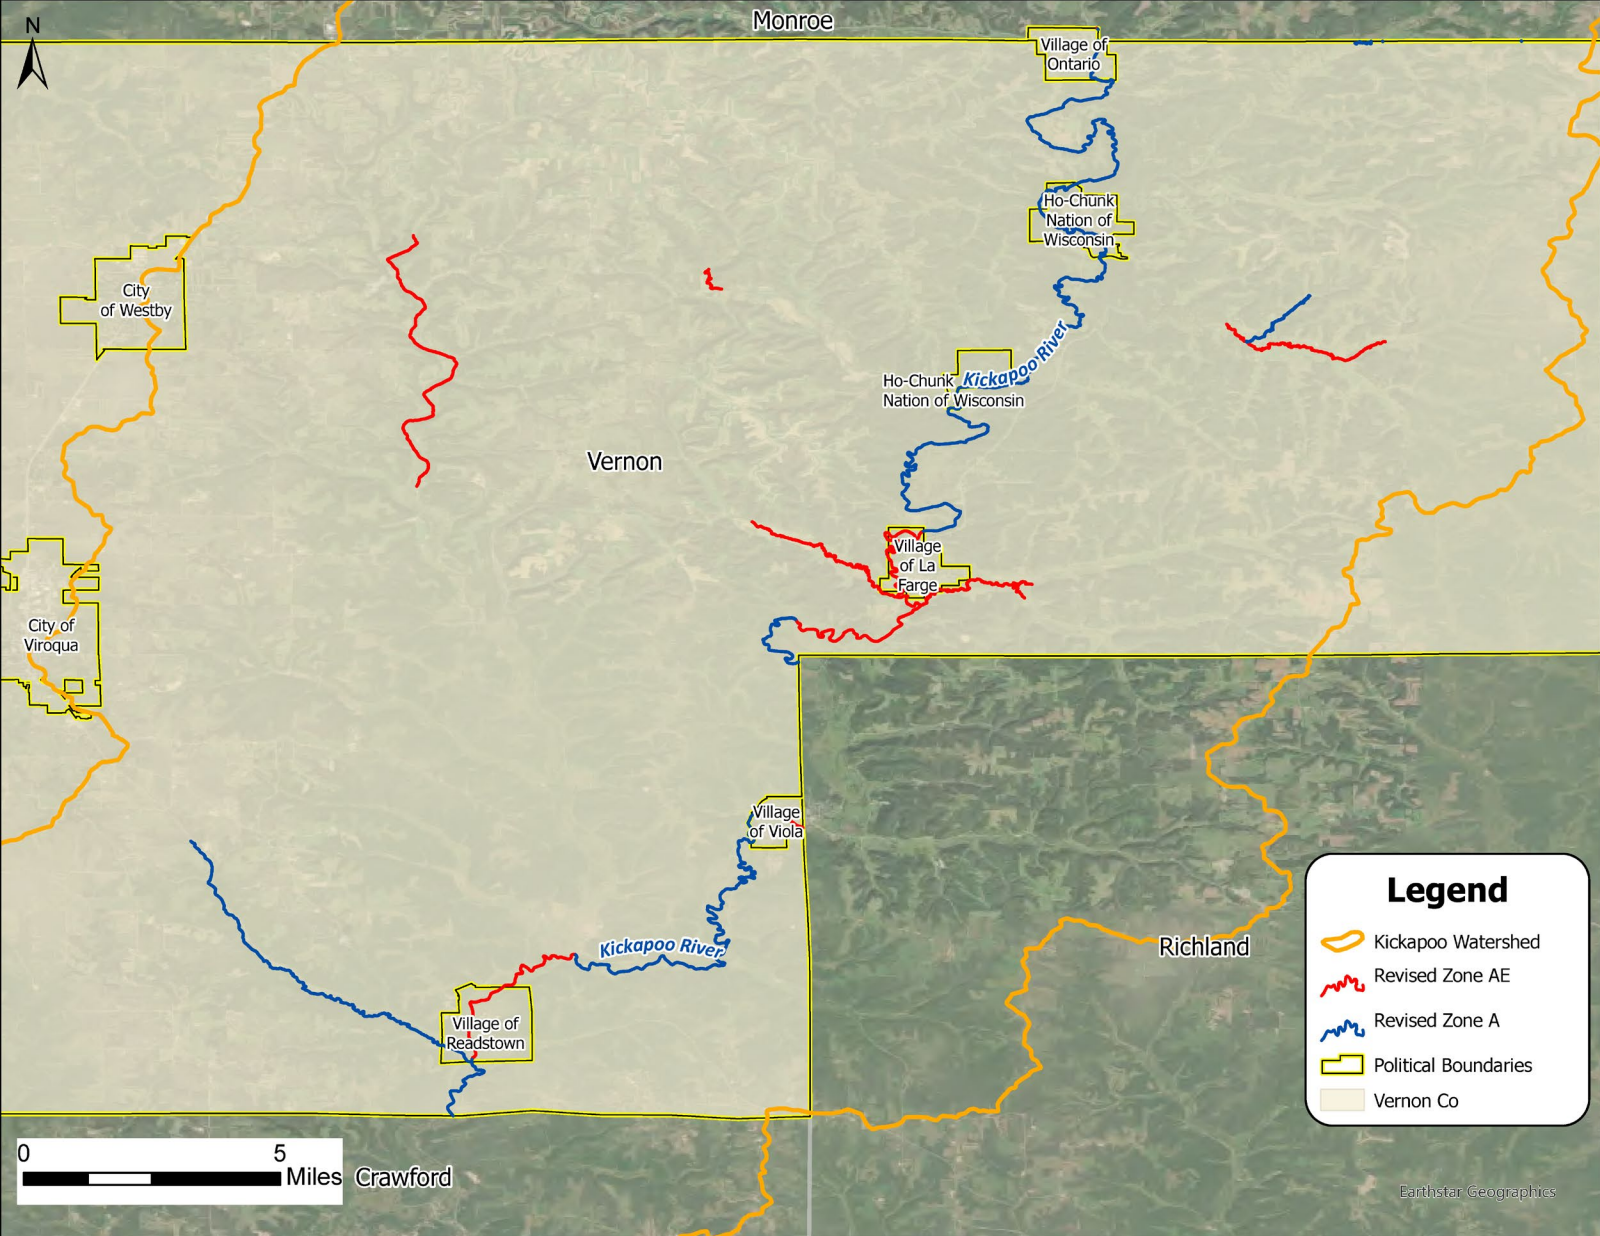 Monroe
N
Village of
Ontario
Ho-Chunk
Nation of
Wisconsin
City
of Westby
Kickapoo River
Ho-Chunk
Nation of Wisconsin
Vernon
Village
of La
Farge
City of
Viroqua
Village
of Viola
Kickapoo River
Richland
Village of
Readstown
Legend
Kickapoo Watershed
Revised Zone AE
Revised Zone A
Political Boundaries
Vernon Co
0 5
Miles
Crawford
Earthstar Geographics